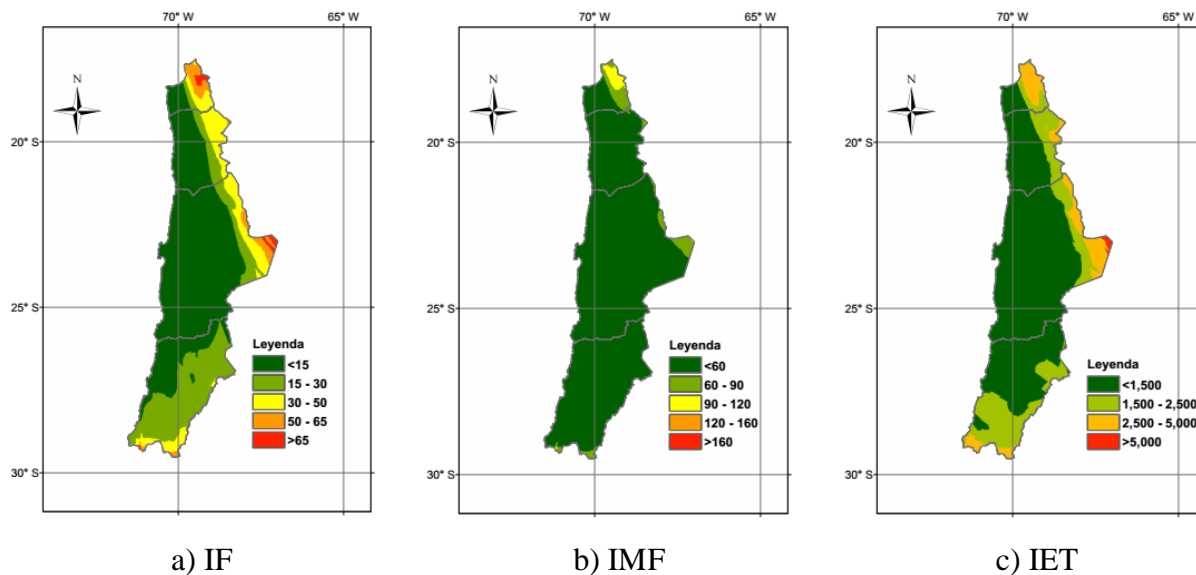 70° W
65° W
N
20° S
25° S
30° S
Leyenda
<15
15 - 30
30 - 50
50 - 65
>65
a) IF
70° W
65° W
N
20° S
25° S
30° S
Leyenda
<60
60 - 90
90 - 120
120 - 160
>160
b) IMF
70° W
65° W
N
20° S
25° S
30° S
Leyenda
<1,500
1,500 - 2,500
2,500 - 5,000
>5,000
c) IET